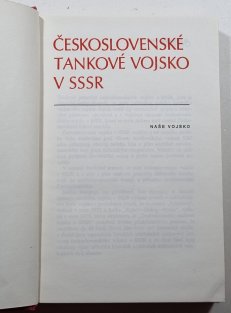 ČESKOSLOVENSKÉ
TANKOVÉ VOJSKO
V SSSR
NAŠE VOJSKO